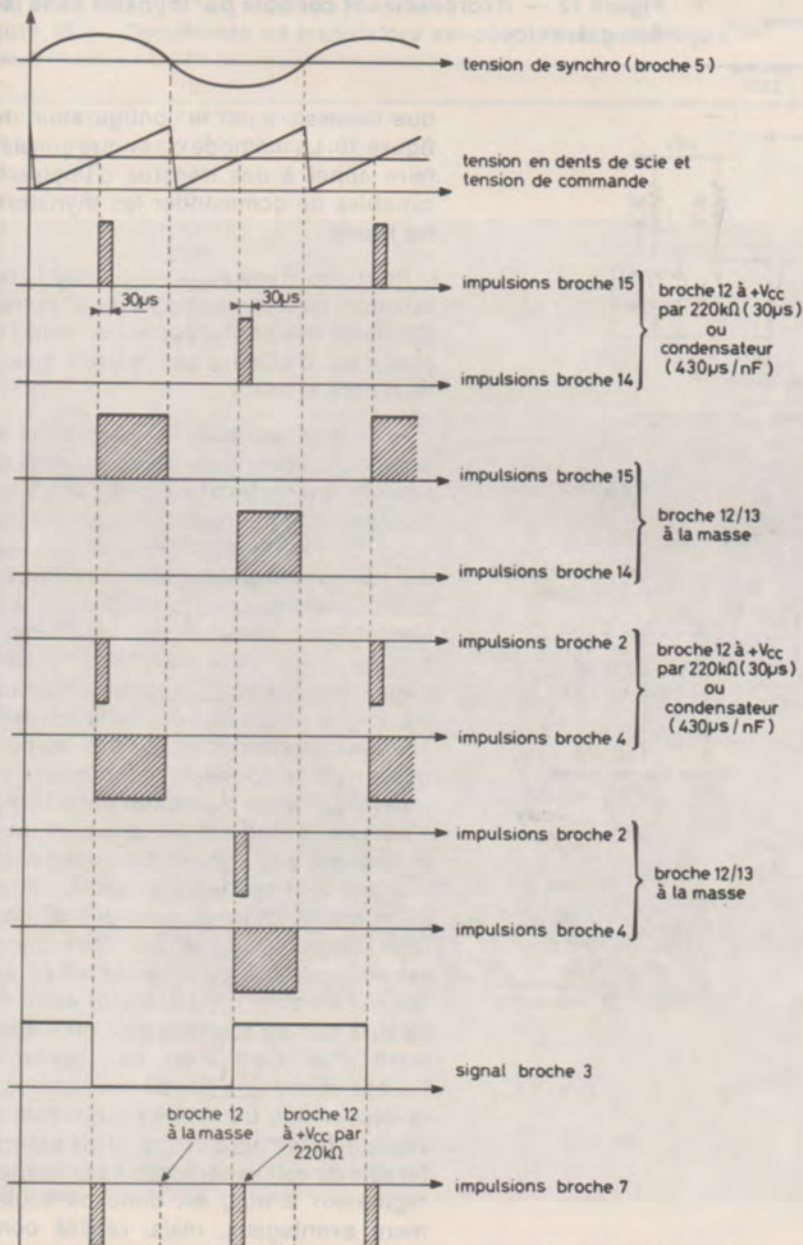 tension de synchro ( broche 5 )
tension en dents de scie et
tension de commande
impulsions broche 15
30µs
30µs
impulsions broche 14
broche 12 à +Vcc
par 220kΩ ( 30µs )
ou
condensateur
( 430µs / nF )
impulsions broche 15
impulsions broche 14
broche 12/13
à la masse
impulsions broche 2
impulsions broche 4
broche 12 à +Vcc
par 220kΩ ( 30µs )
ou
condensateur
( 430µs / nF )
impulsions broche 2
impulsions broche 4
broche 12/13
à la masse
signal broche 3
broche 12
à la masse
broche 12
à +Vcc par
220kΩ
impulsions broche 7